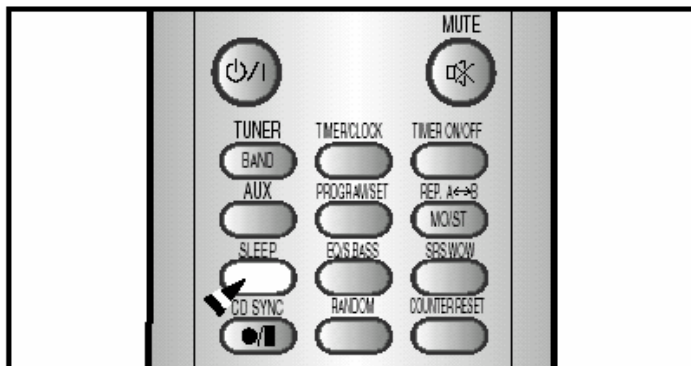 MUTE
TUNER TIMER/CLOCK TIMER ON/OFF
BAND
AUX PROGRAM/SET REP. A↔B
MO/ST
SLEEP EQ/S.BASS SRS WOW
CD SYNC RANDOM COUNTER RESET